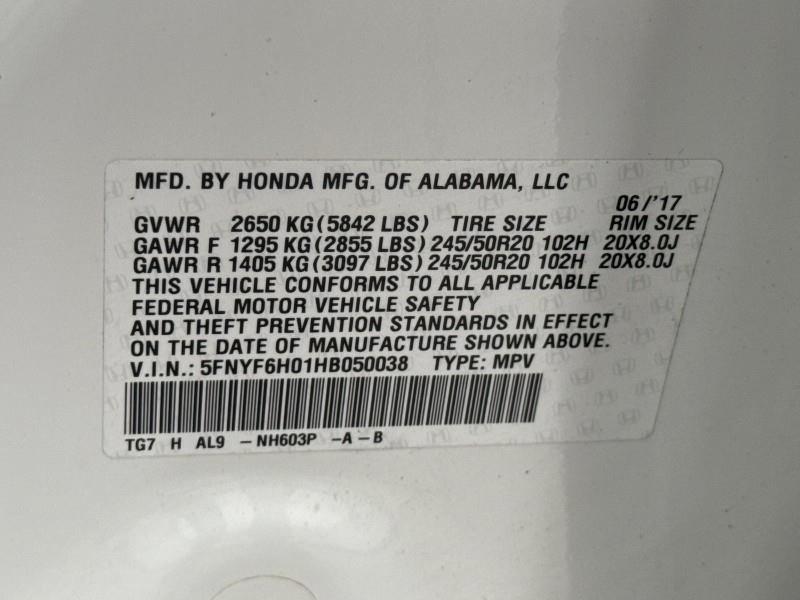 MFD. BY HONDA MFG. OF ALABAMA, LLC
06/'17
GVWR 2650 KG (5842 LBS) TIRE SIZE RIM SIZE
GAWR F 1295 KG (2855 LBS) 245/50R20 102H 20X8.0J
GAWR R 1405 KG (3097 LBS) 245/50R20 102H 20X8.0J
THIS VEHICLE CONFORMS TO ALL APPLICABLE
FEDERAL MOTOR VEHICLE SAFETY
AND THEFT PREVENTION STANDARDS IN EFFECT
ON THE DATE OF MANUFACTURE SHOWN ABOVE.
V.I.N.: 5FNYF6H01HB050038 TYPE: MPV
TG7 H AL9 -NH603P -A-B